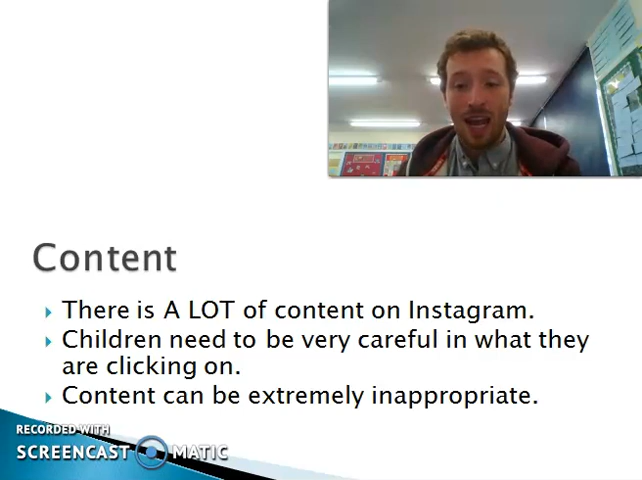 Content
There is A LOT of content on Instagram.
Children need to be very careful in what they
are clicking on.
Content can be extremely inappropriate.
RECORDED WITH
SCREENCAST MATIC